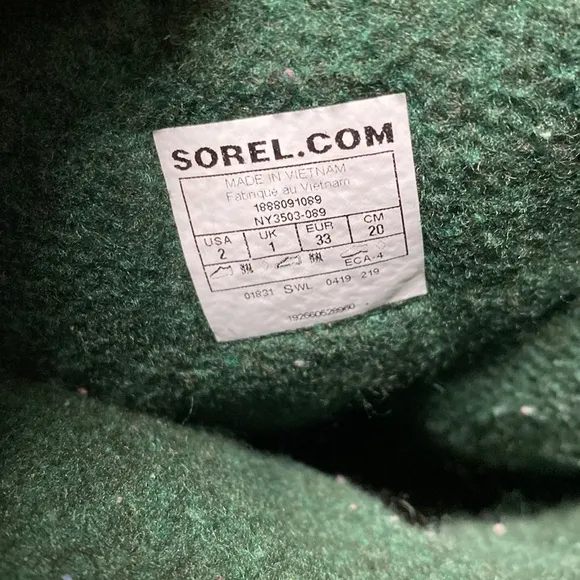 SOREL.COM
MADE IN VIETNAM
Fabriqué au Vietnam
1888091089
NY3503-089
USA UK EUR CM
2 1 33 20
ECA-4
01831 SWL 0419 219
192660528960